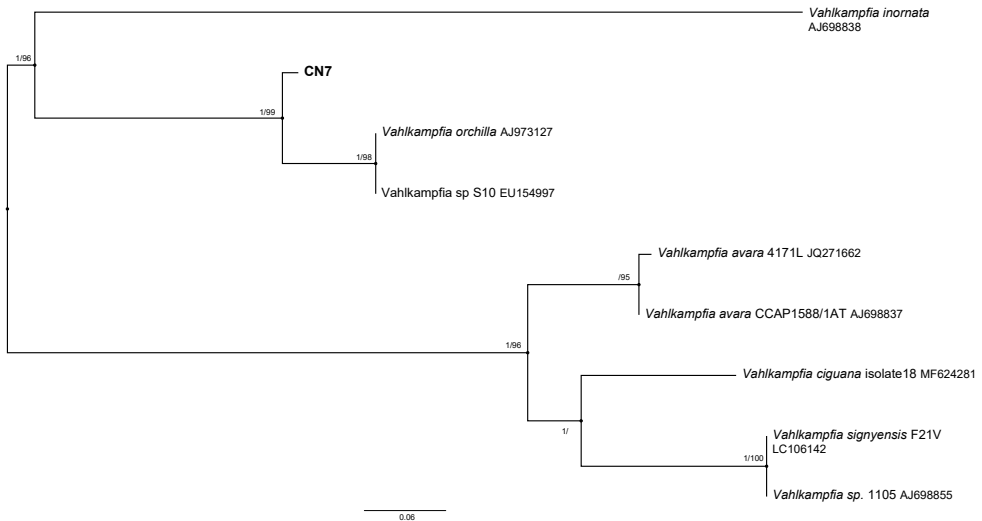 Vahlkampfia inornata
AJ698838
1/96
CN7
1/99
Vahlkampfia orchilla AJ973127
1/98
Vahlkampfia sp S10 EU154997
Vahlkampfia avara 4171L JQ271662
/95
Vahlkampfia avara CCAP1588/1AT AJ698837
1/96
Vahlkampfia ciguana isolate18 MF624281
1/
Vahlkampfia signyensis F21V
LC106142
1/100
Vahlkampfia sp. 1105 AJ698855
0.06